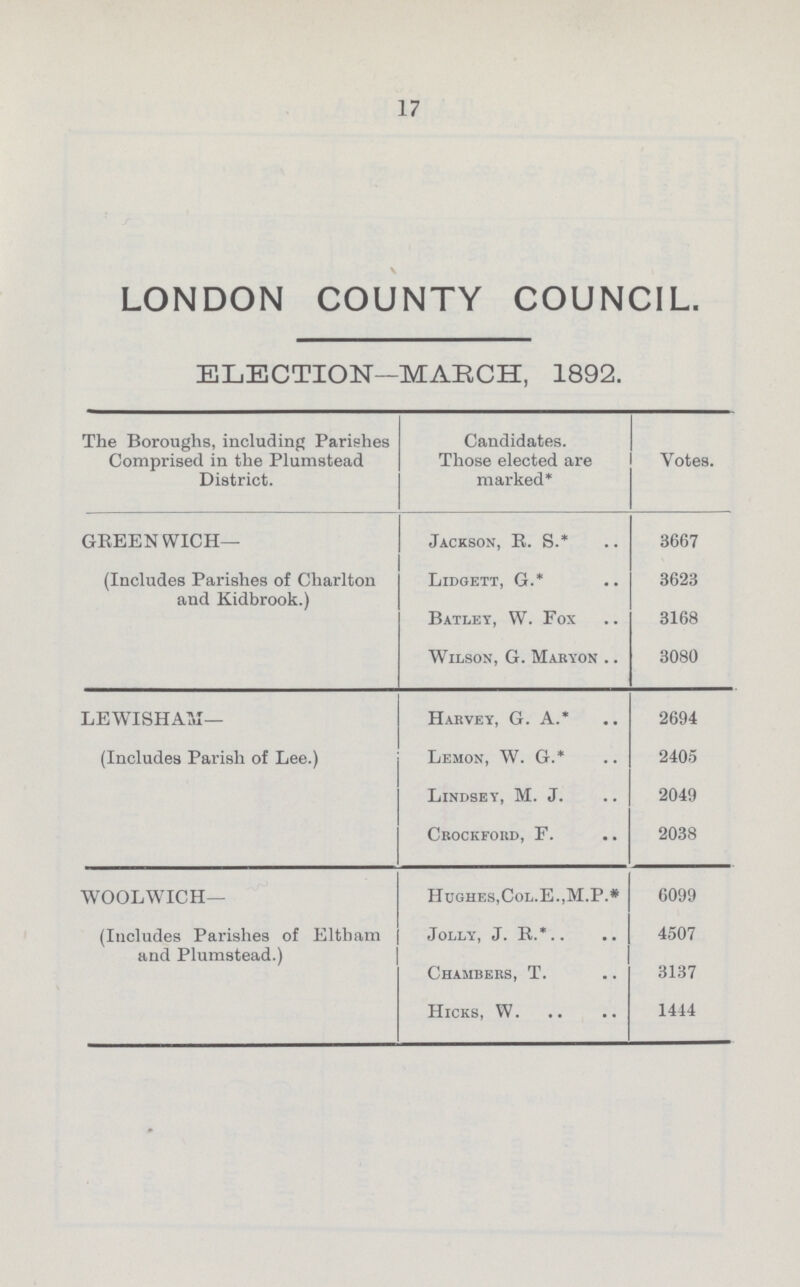 17
LONDON COUNTY COUNCIL.
ELECTION—MARCH, 1892.
The Boroughs, including Parishes Comprised in the Plumstead District. | Candidates. Those elected are marked* | Votes.
GREENWICH— | JACKSON, R. S.* .. | 3667
(Includes Parishes of Charlton and Kidbrook.) | LIDGETT, G.* .. | 3623
BATLEY, W. FOX .. | 3168
WILSON, G. MARYON .. | 3080
LEWISHAM— | HARVEY, G. A.* .. | 2694
(Includes Parish of Lee.) | LEMON, W. G.* .. | 2405
LINDSEY, M. J. .. | 2049
CROCKFORD, F. .. | 2038
WOOLWICH— | HUGHES,COL.E.,M.P.* | 6099
(Includes Parishes of Eltham and Plumstead.) | JOLLY, J. R.*.. .. | 4507
CHAMBERS, T. .. | 3137
HICKS, W. .. .. | 1444